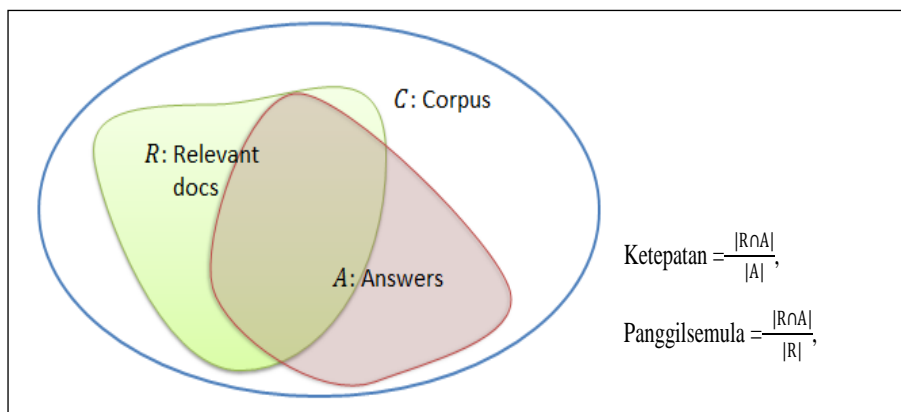 C: Corpus
R: Relevant
docs
A: Answers
Ketepatan = |R∩A| / |A|,
Panggilsemula = |R∩A| / |R|,